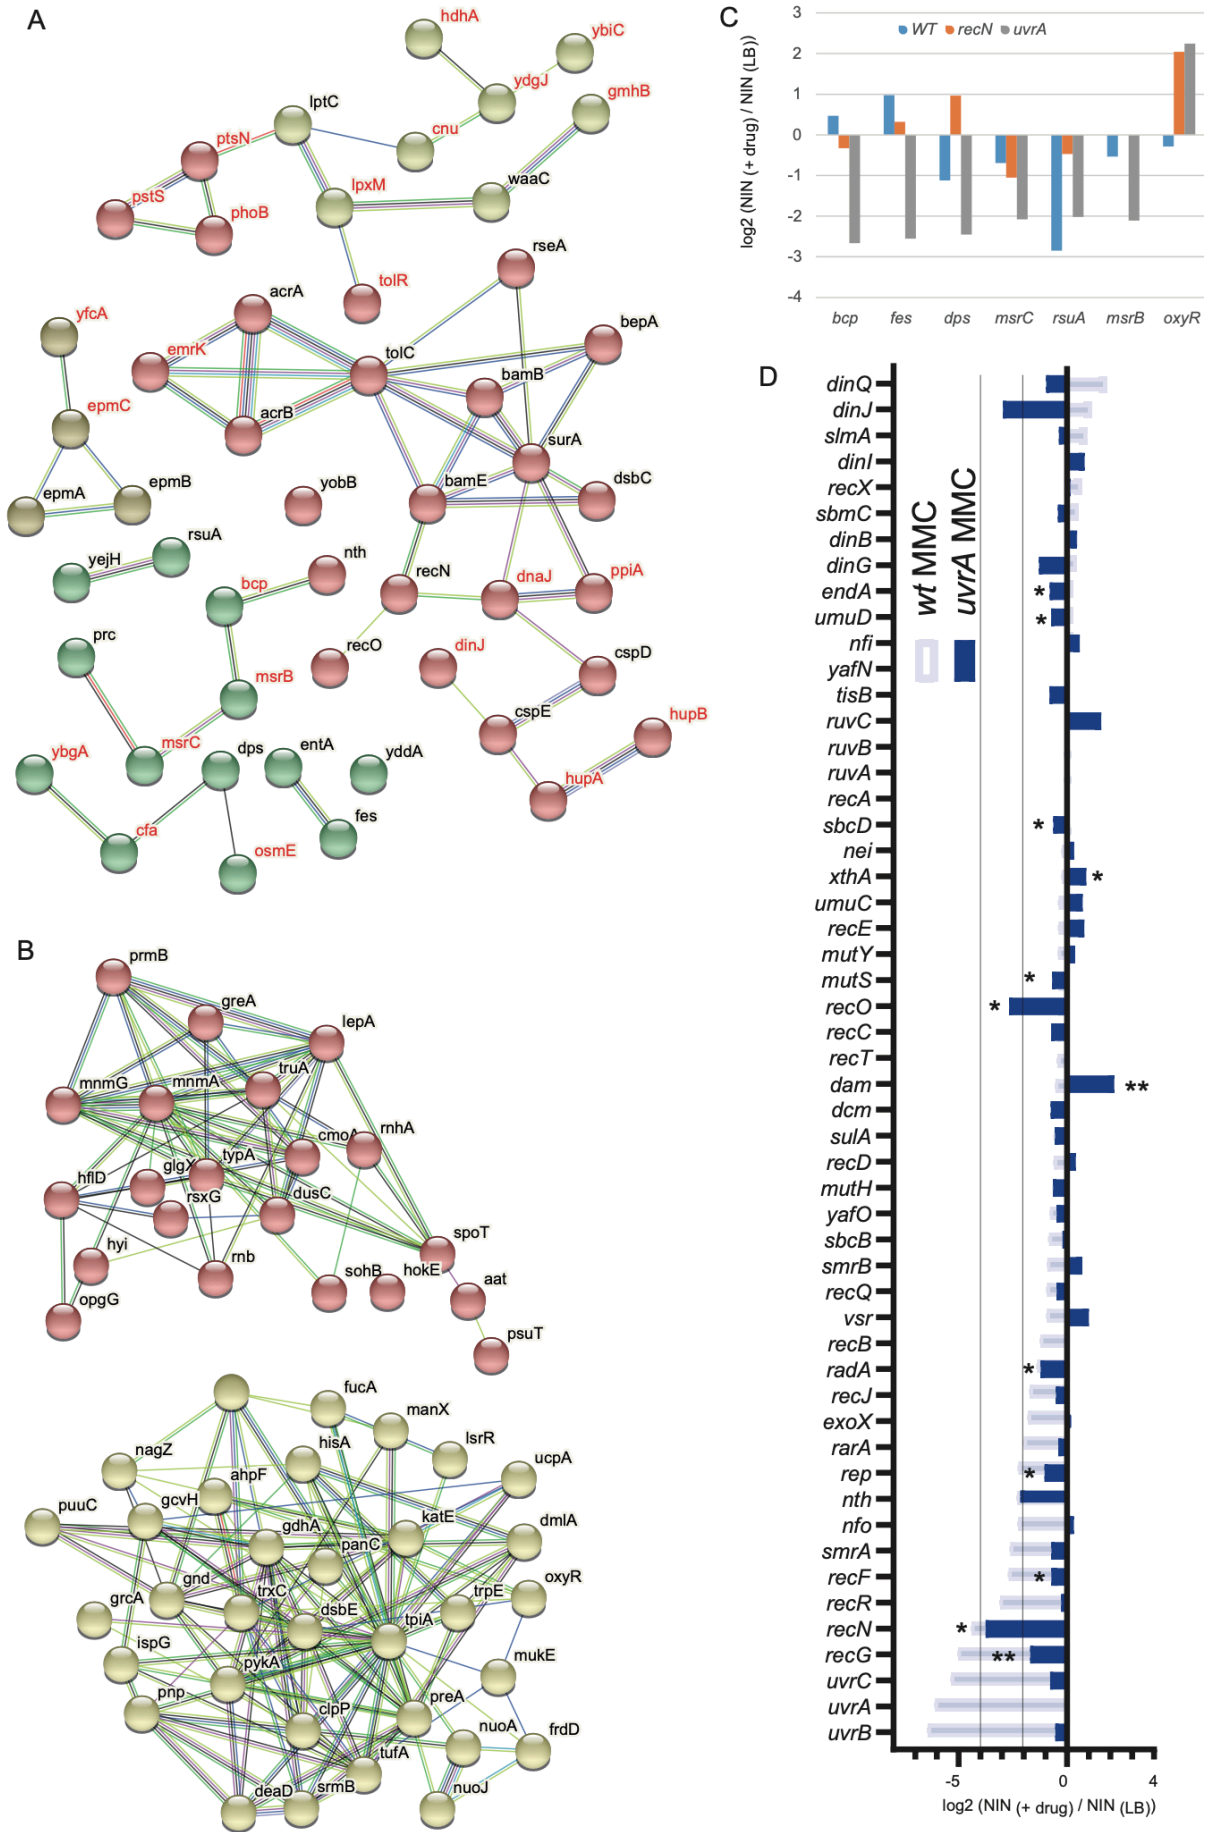 A
hdhA
ybiC
ydgJ
gmhB
lptC
cnu
ptsN
waaC
lpxM
pstS
phoB
rseA
tolR
acrA
bepA
yfcA
tolC
emrK
bamB
epmC
acrB
surA
epmA
epmB
yobB
bamE
dsbC
rsuA
yejH
nth
bcp
recN
dnaJ
ppiA
prc
recO
dinJ
cspD
msrB
cspE
hupB
ybgA
msrC
dps
entA
yddA
hupA
cfa
fes
osmE
B
prmB
greA
lepA
mnmG
mnmA
truA
cmoA
rnhA
hflD
glgX
typA
rsxG
dusC
hyi
rnb
spoT
sohB
hokE
aat
opgG
psuT
fucA
manX
nagZ
hisA
lsrR
ahpF
ucpA
puuC
gcvH
gdhA
katE
dmlA
panC
gnd
trxC
oxyR
grcA
dsbE
trpE
tpiA
ispG
pykA
mukE
pnp
clpP
preA
nuoA
frdD
tufA
deaD
srmB
nuoJ
C
3
2
1
0
-1
-2
-3
-4
WT recN uvrA
log2 (NIN (+ drug) / NIN (LB))
bcp fes dps msrC rsuA msrB oxyR
D
wt MMC
uvrA MMC
dinQ
dinJ
slmA
dinI
recX
sbmC
dinB
dinG
endA *
umuD *
nfi
yafN
tisB
ruvC
ruvB
ruvA
recA
sbcD *
nei
xthA *
umuC
recE
mutY
mutS *
recO *
recC
recT
dam **
dcm
sulA
recD
mutH
yafO
sbcB
smrB
recQ
vsr
recB
radA *
recJ
exoX
rarA
rep *
nth
nfo
smrA
recF *
recR
recN *
recG **
uvrC
uvrA
uvrB
-5 0 4
log2 (NIN (+ drug) / NIN (LB))